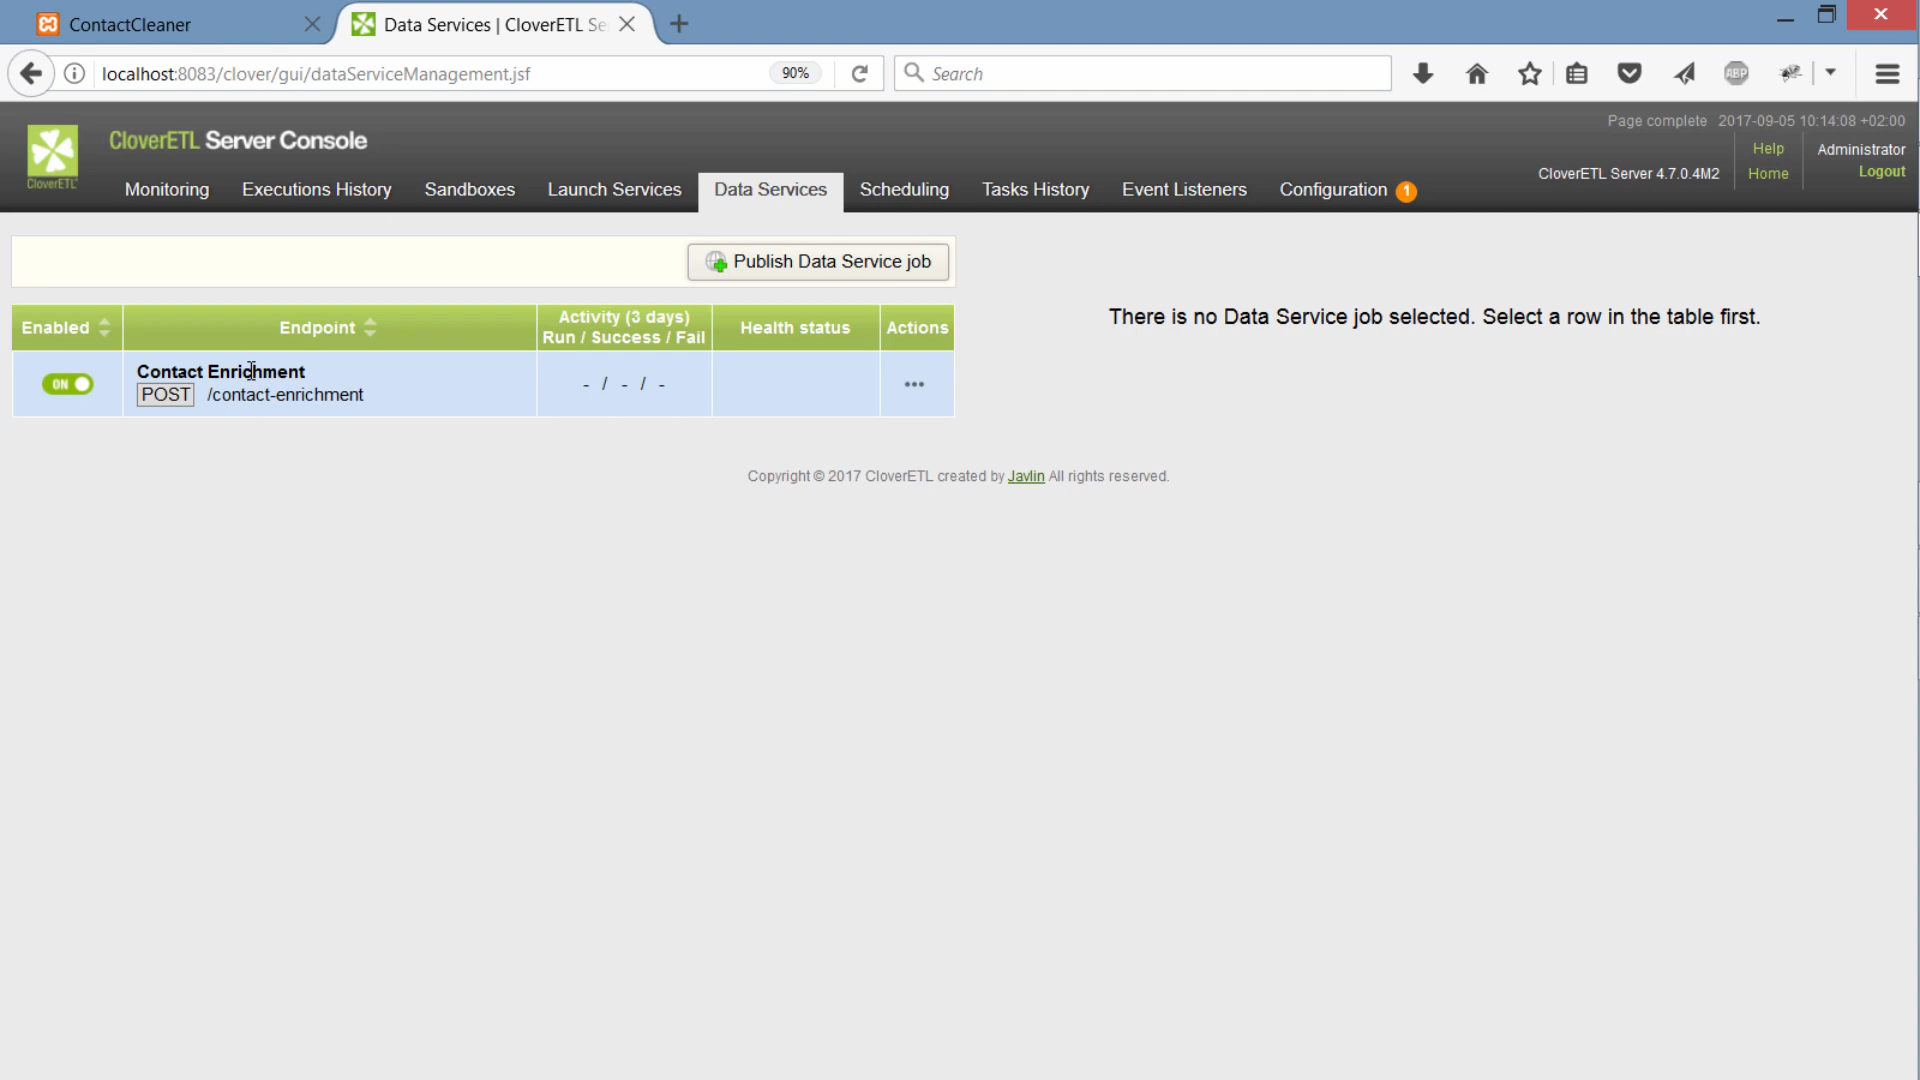 ContactCleaner
Data Services | CloverETL Se
localhost:8083/clover/gui/dataServiceManagement.jsf
90%
Search
ABP
CloverETL
CloverETL Server Console
Page complete 2017-09-05 10:14:08 +02:00
CloverETL Server 4.7.0.4M2
Help
Home
Administrator
Logout
Monitoring
Executions History
Sandboxes
Launch Services
Data Services
Scheduling
Tasks History
Event Listeners
Configuration 1
Publish Data Service job
Enabled
Endpoint
Activity (3 days)
Run / Success / Fail
Health status
Actions
ON
Contact Enrichment
POST /contact-enrichment
- / - / -
There is no Data Service job selected. Select a row in the table first.
Copyright © 2017 CloverETL created by Javlin All rights reserved.